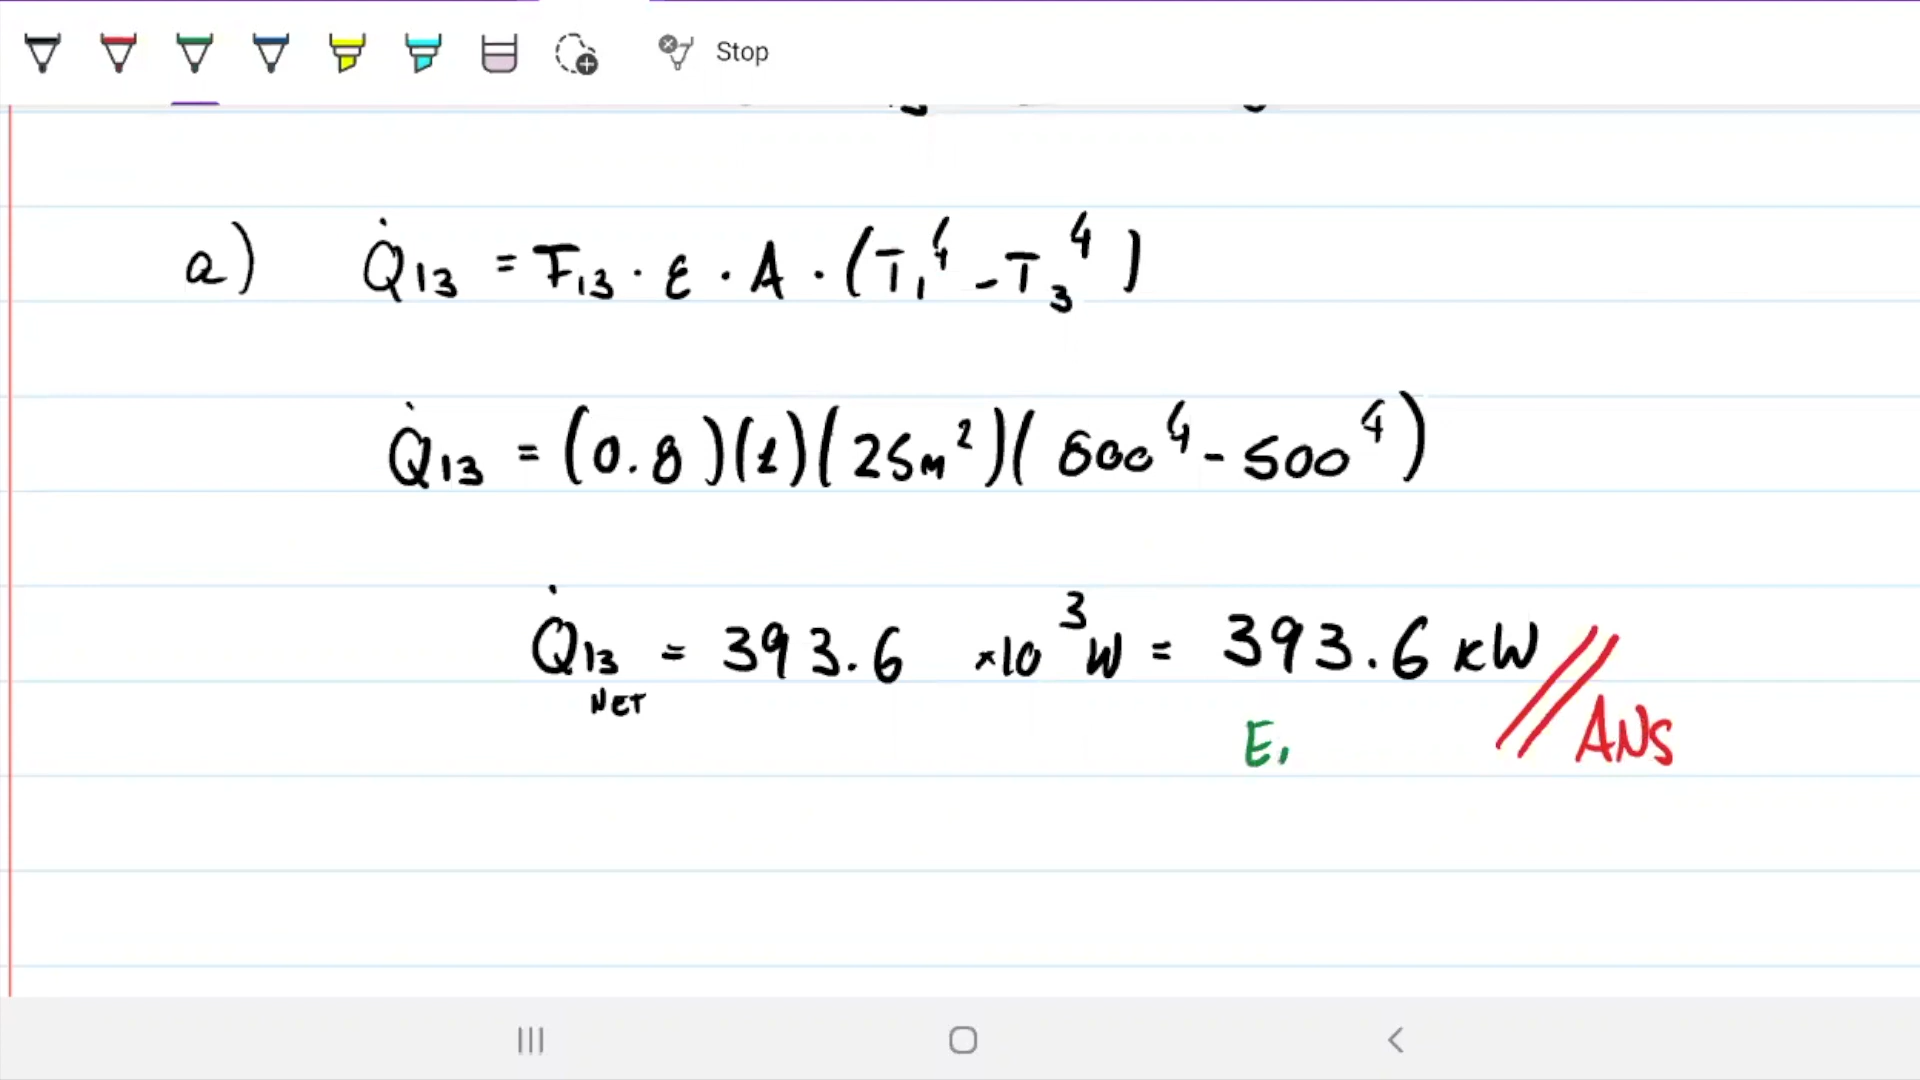 Stop
a) Q̇13 = F13 · ε · A · (T1⁴ - T3⁴)
Q̇13 = (0.8)(1)(25m²)(800⁴ - 500⁴)
Q̇13 NET = 393.6 ×10³ W = 393.6 kW // ANS
E1